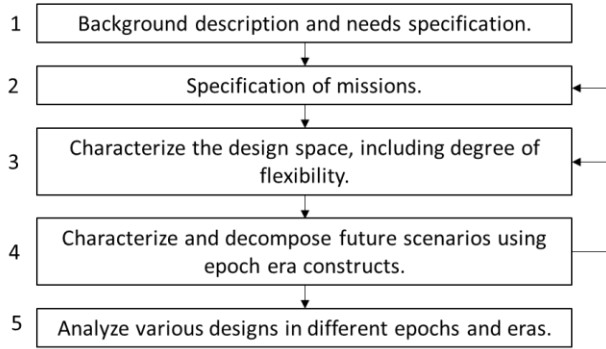 1 Background description and needs specification.
2 Specification of missions.
3 Characterize the design space, including degree of
flexibility.
4 Characterize and decompose future scenarios using
epoch era constructs.
5 Analyze various designs in different epochs and eras.